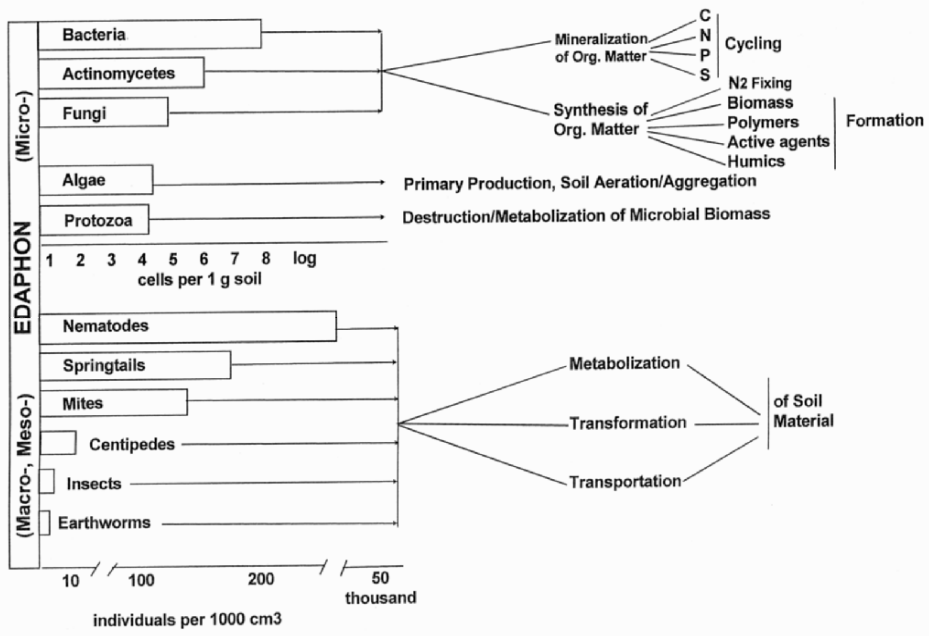 EDAPHON
(Micro-)
(Macro-, Meso-)
Bacteria
Actinomycetes
Fungi
Algae
Protozoa
Mineralization
of Org. Matter
C
N
P
S
Cycling
Synthesis of
Org. Matter
N2 Fixing
Biomass
Polymers
Active agents
Humics
Formation
Primary Production, Soil Aeration/Aggregation
Destruction/Metabolization of Microbial Biomass
1 2 3 4 5 6 7 8 log
cells per 1 g soil
Nematodes
Springtails
Mites
Centipedes
Insects
Earthworms
Metabolization
Transformation
Transportation
of Soil
Material
10 100 200 50
thousand
individuals per 1000 cm3